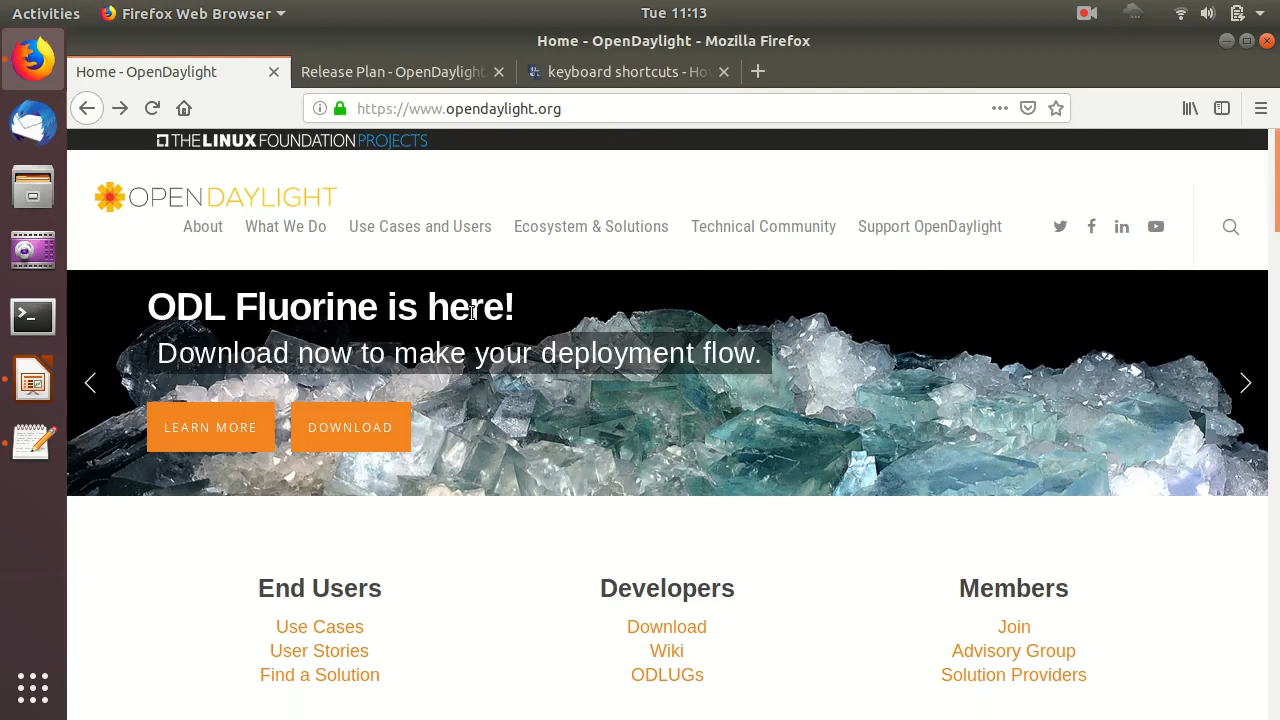 Activities Firefox Web Browser Tue 11:13
Home - OpenDaylight - Mozilla Firefox
Home - OpenDaylight Release Plan - OpenDaylight keyboard shortcuts - Ho
https://www.opendaylight.org
THE LINUX FOUNDATION PROJECTS
OPENDAYLIGHT
About What We Do Use Cases and Users Ecosystem & Solutions Technical Community Support OpenDaylight
ODL Fluorine is here!
Download now to make your deployment flow.
LEARN MORE DOWNLOAD
End Users Developers Members
Use Cases Download Join
User Stories Wiki Advisory Group
Find a Solution ODLUGs Solution Providers